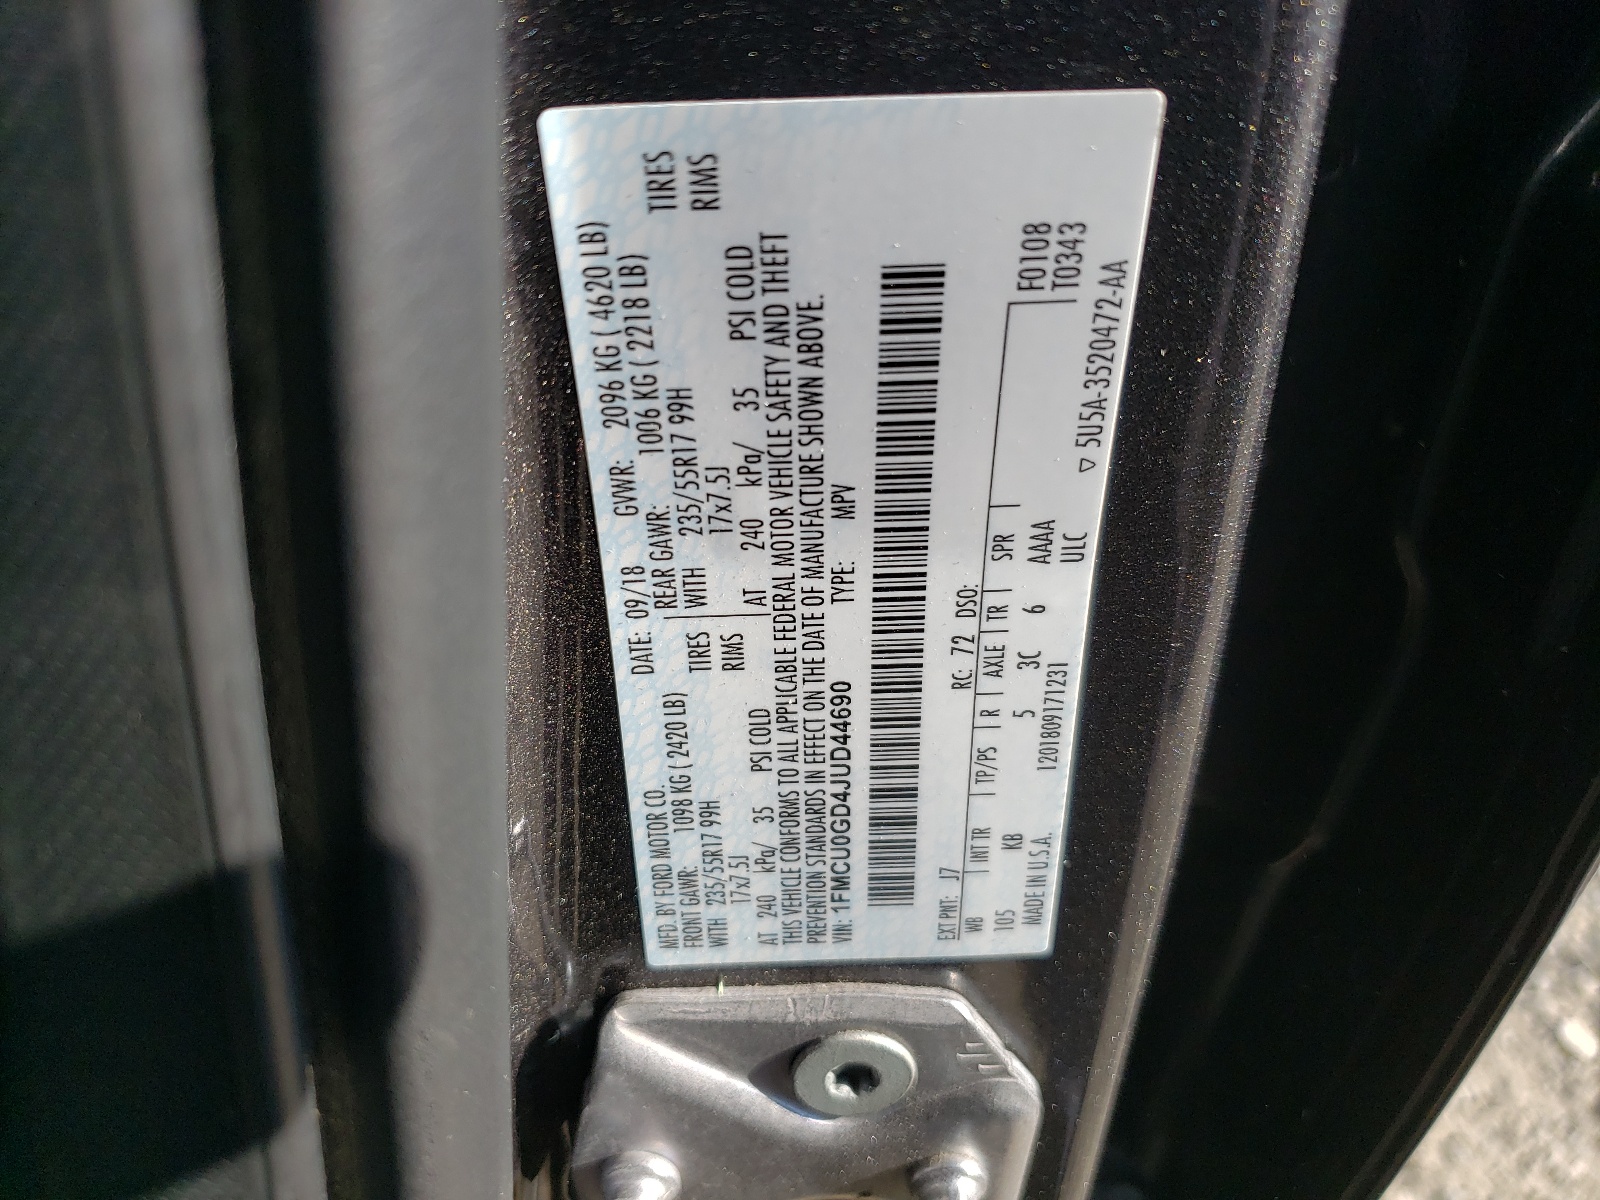 MFD. BY FORD MOTOR CO. DATE: 09/18 GVWR: 2096 KG ( 4620 LB)
FRONT GAWR: 1098 KG ( 2420 LB) REAR GAWR: 1006 KG ( 2218 LB)
WITH 235/55R17 99H TIRES WITH 235/55R17 99H TIRES
17x7.5J RIMS 17x7.5J RIMS
AT 240 kPa/ 35 PSI COLD AT 240 kPa/ 35 PSI COLD
THIS VEHICLE CONFORMS TO ALL APPLICABLE FEDERAL MOTOR VEHICLE SAFETY AND THEFT
PREVENTION STANDARDS IN EFFECT ON THE DATE OF MANUFACTURE SHOWN ABOVE.
VIN: 1FMCU0GD4JUD44690 TYPE: MPV
EXT PNT: J7 RC: 72 DSO:
WB INT TR TP/PS R AXLE TR SPR F0108
105 KB 5 3C 6 AAAA T0343
MADE IN U.S.A. 1201809171231 ULC
▽ 5U5A-3520472-AA